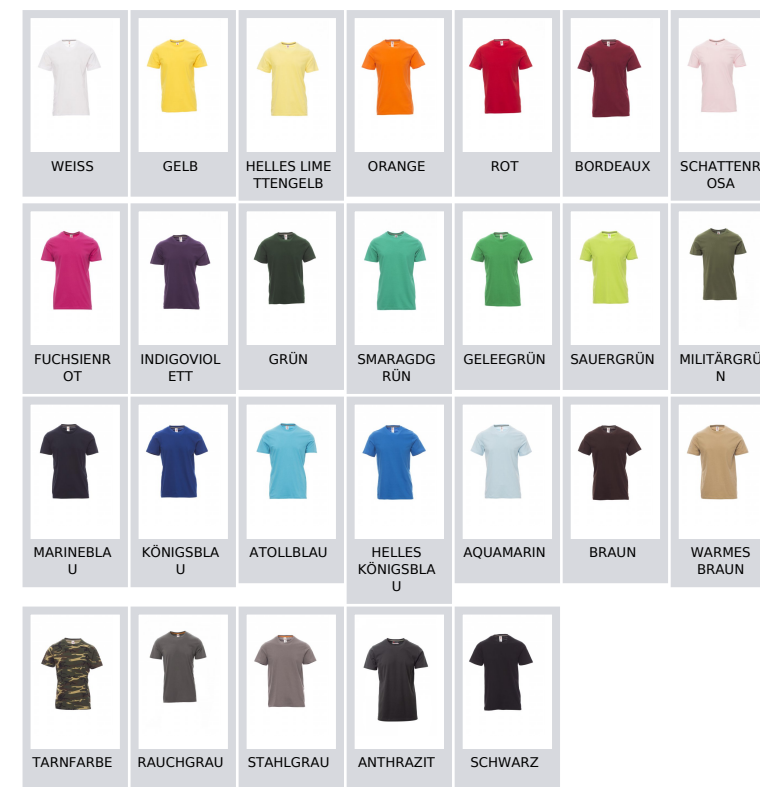 WEISS
GELB
HELLES LIME
TTENGELB
ORANGE
ROT
BORDEAUX
SCHATTENR
OSA
FUCHSIENR
OT
INDIGOVIOL
ETT
GRÜN
SMARAGDG
RÜN
GELEEGRÜN
SAUERGRÜN
MILITÄRGRÜ
N
MARINEBLA
U
KÖNIGSBLA
U
ATOLLBLAU
HELLES
KÖNIGSBLA
U
AQUAMARIN
BRAUN
WARMES
BRAUN
TARNFARBE
RAUCHGRAU
STAHLGRAU
ANTHRAZIT
SCHWARZ